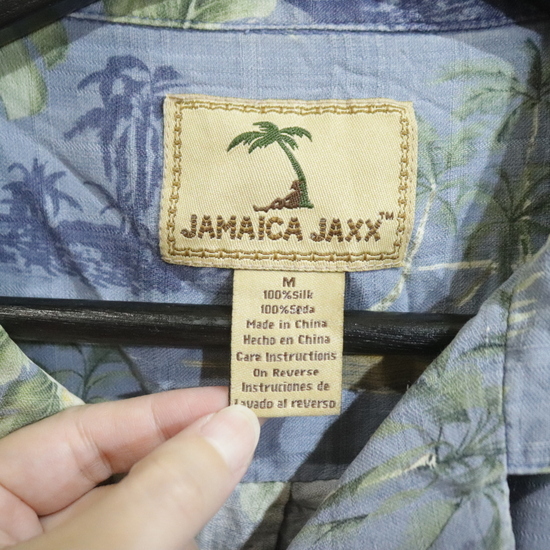 JAMAICA JAXX™
M
100%Silk
100%Seda
Made in China
Hecho en China
Care Instructions
On Reverse
Instruciones de
Lavado al reverso